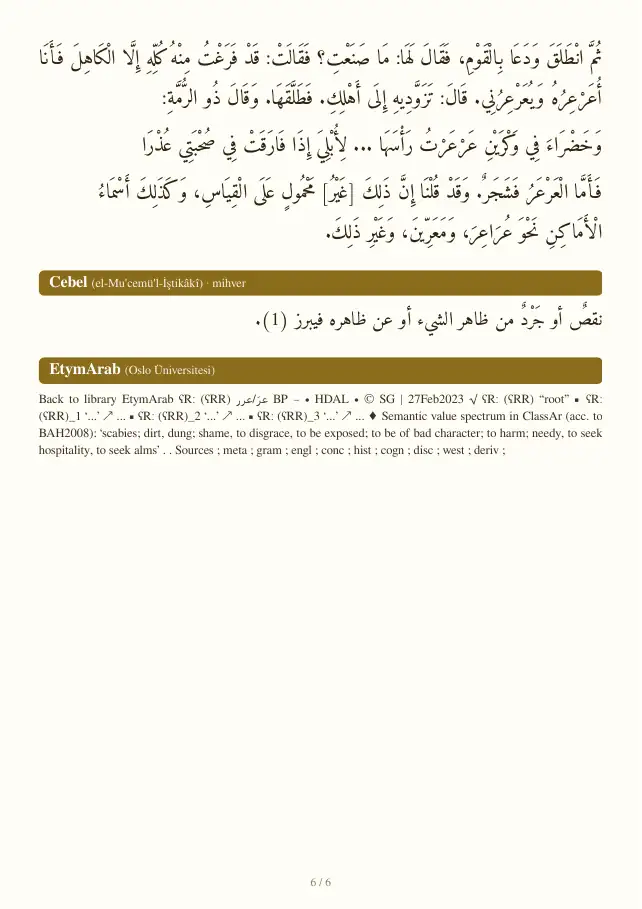 ثُمَّ انْطَلَقَ وَدَعَا بِالْقَوْمِ، فَقَالَ لَهَا: مَا صَنَعْتِ؟ فَقَالَتْ: قَدْ فَرَغْتُ مِنْهُ كُلِّهِ إِلَّا الْكَاهِلَ فَأَنَا
أُعَرْعِرُهُ وَيُعَرْعِرُنِي. قَالَ: تَزَوَّدِيهِ إِلَى أَهْلِكِ. فَطَلَّقَهَا. وَقَالَ ذُو الرُّمَّةِ:
وَخَضْرَاءَ فِي وَكْرَيْنِ عَرْعَرْتُ رَأْسَهَا ... لِأُبْلِيَ إِذَا فَارَقَتْ فِي صُحْبَتِي عُذْرَا
فَأَمَّا الْعَرْعَرُ فَشَجَرٌ. وَقَدْ قُلْنَا إِنَّ ذَلِكَ [غَيْرُ] مَحْمُولٍ عَلَى الْقِيَاسِ، وَكَذَلِكَ أَسْمَاءُ
الْأَمَاكِنِ نَحْوَ عُرَاعِرَ، وَمَعَرِّينَ، وَغَيْرِ ذَلِكَ.
Cebel (el-Mu'cemü'l-İştikâkî) · mihver
نقصٌ أو جَرْدٌ من ظاهر الشيء أو عن ظاهره فيبرز (1).
EtymArab (Oslo Üniversitesi)
Back to library EtymArab ʕR: (ʕRR) عرّ/عرر BP – • HDAL • © SG | 27Feb2023 √ ʕR: (ʕRR) “root” ▪ ʕR:
(ʕRR)_1 ‘...’ ↗ ... ▪ ʕR: (ʕRR)_2 ‘...’ ↗ ... ▪ ʕR: (ʕRR)_3 ‘...’ ↗ ... ♦ Semantic value spectrum in ClassAr (acc. to
BAH2008): ‘scabies; dirt, dung; shame, to disgrace, to be exposed; to be of bad character; to harm; needy, to seek
hospitality, to seek alms’ . . Sources ; meta ; gram ; engl ; conc ; hist ; cogn ; disc ; west ; deriv ;
6 / 6